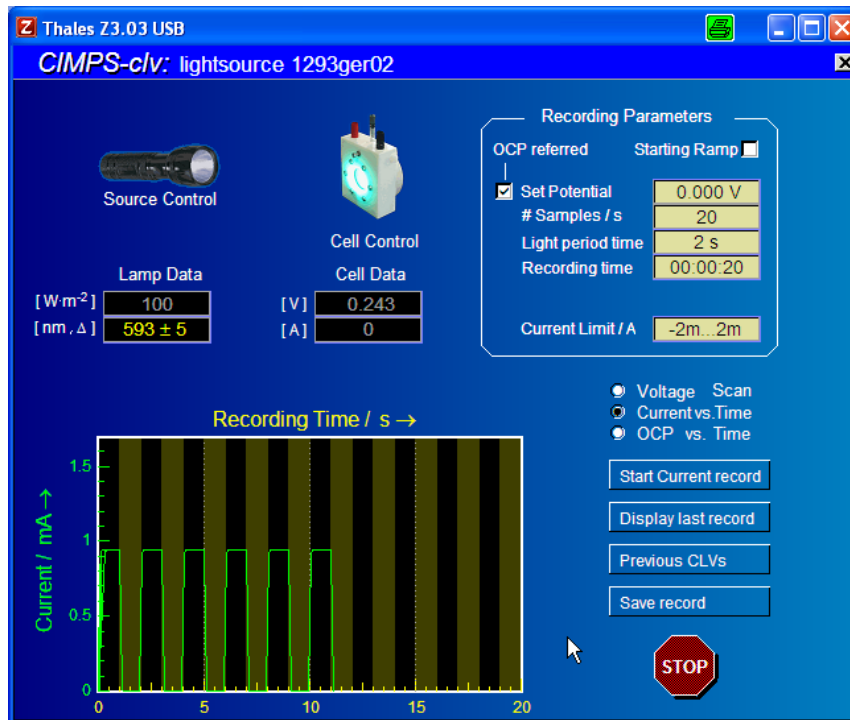 Z Thales Z3.03 USB
CIMPS-clv: lightsource 1293ger02
Recording Parameters
OCP referred Starting Ramp
Set Potential 0.000 V
# Samples / s 20
Light period time 2 s
Recording time 00:00:20
Current Limit / A -2m...2m
Source Control
Cell Control
Lamp Data Cell Data
[W·m-2] 100 [V] 0.243
[nm, Δ] 593 ± 5 [A] 0
Voltage Scan
Current vs.Time
OCP vs. Time
Recording Time / s →
Current / mA →
1.5
1
0.5
0
0 5 10 15 20
Start Current record
Display last record
Previous CLVs
Save record
STOP